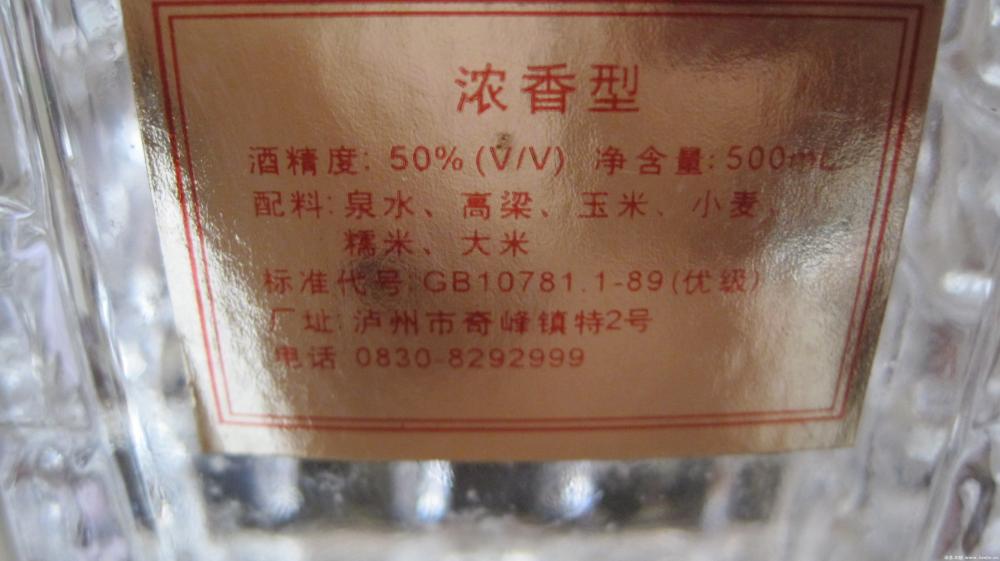 浓香型
酒精度: 50% (V/V) 净含量: 500mL
配料: 泉水、高梁、玉米、小麦、
糯米、大米
标准代号: GB10781.1-89(优级)
厂址: 泸州市奇峰镇特2号
电话 0830-8292999